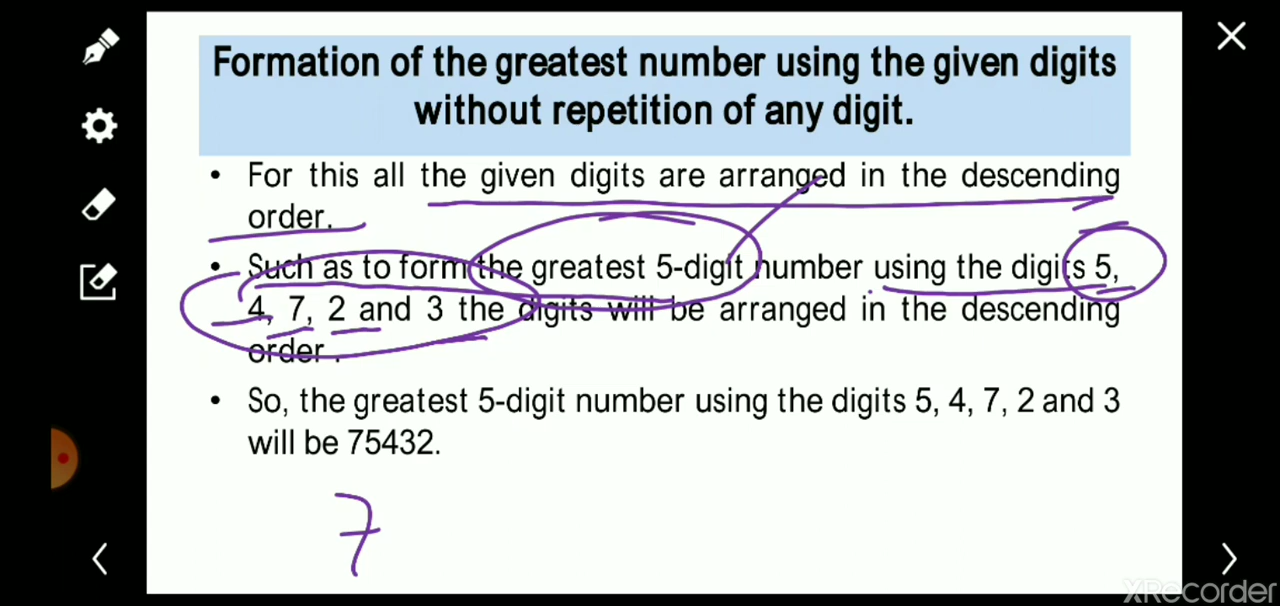 Formation of the greatest number using the given digits
without repetition of any digit.
• For this all the given digits are arranged in the descending
order.
• Such as to form the greatest 5-digit number using the digits 5,
4, 7, 2 and 3 the digits will be arranged in the descending
order .
• So, the greatest 5-digit number using the digits 5, 4, 7, 2 and 3
will be 75432.
7
XRecorder